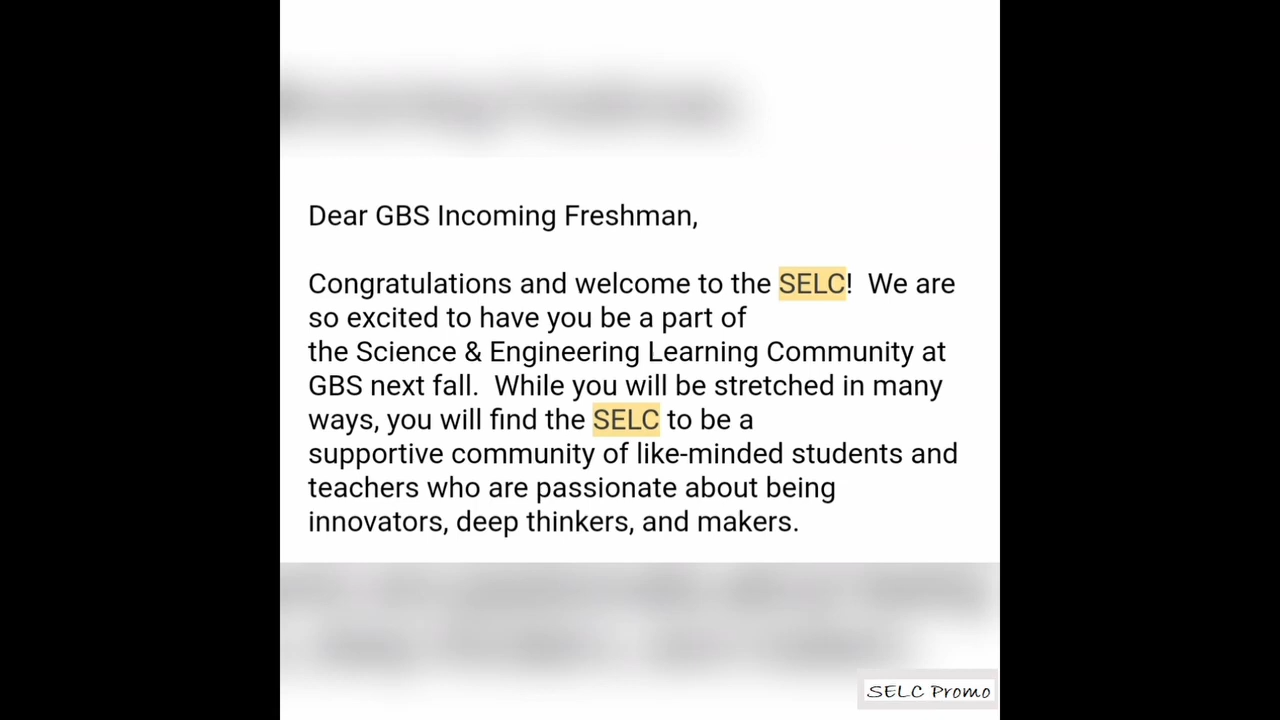 Dear GBS Incoming Freshman,
Congratulations and welcome to the SELC!  We are
so excited to have you be a part of
the Science & Engineering Learning Community at
GBS next fall.  While you will be stretched in many
ways, you will find the SELC to be a
supportive community of like-minded students and
teachers who are passionate about being
innovators, deep thinkers, and makers.
SELC Promo